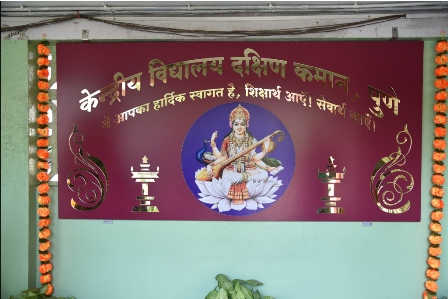 केन्द्रीय विद्यालय दक्षिण कमान, पुणे
में आपका हार्दिक स्वागत है, शिक्षार्थ आएँ! सेवार्थ जाएँ!